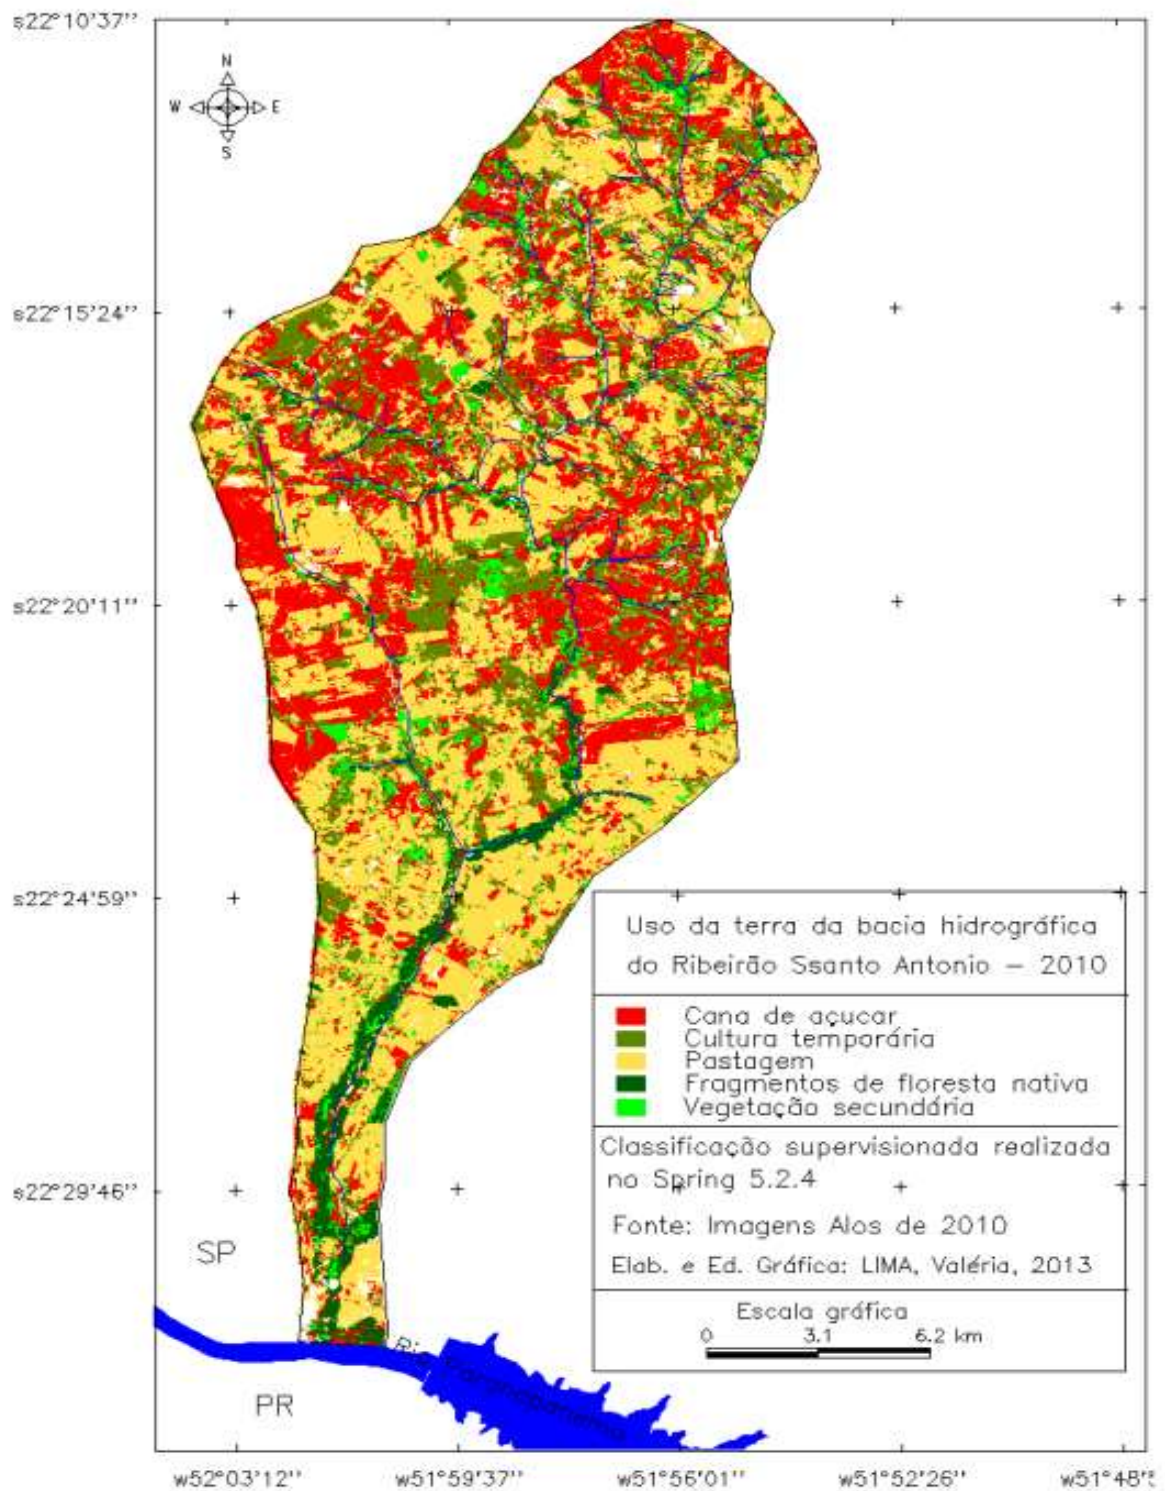 s22°10'37''
N
W
E
S
s22°15'24''
s22°20'11''
s22°24'59''
s22°29'46''
Uso da terra da bacia hidrográfica
do Ribeirão Ssanto Antonio – 2010
Cana de açucar
Cultura temporária
Pastagem
Fragmentos de floresta nativa
Vegetação secundária
Classificação supervisionada realizada
no Spring 5.2.4
Fonte: Imagens Alos de 2010
Elab. e Ed. Gráfica: LIMA, Valéria, 2013
Escala gráfica
0 3.1 6.2 km
SP
Rio Paranapanema
PR
w52°03'12'' w51°59'37'' w51°56'01'' w51°52'26'' w51°48'